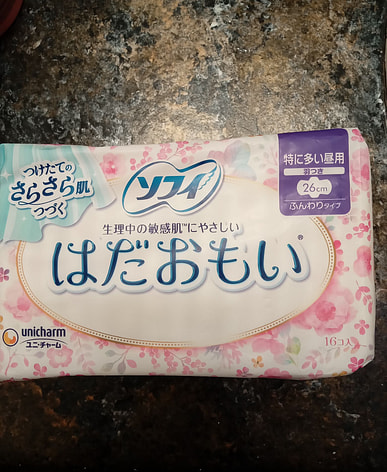 つけたての
さらさら肌
つづく
ソフィ
生理中の敏感肌™にやさしい
はだおもい®
特に多い昼用
羽つき
26cm
ふんわりタイプ
unicharm
ユニ・チャーム
16コ入